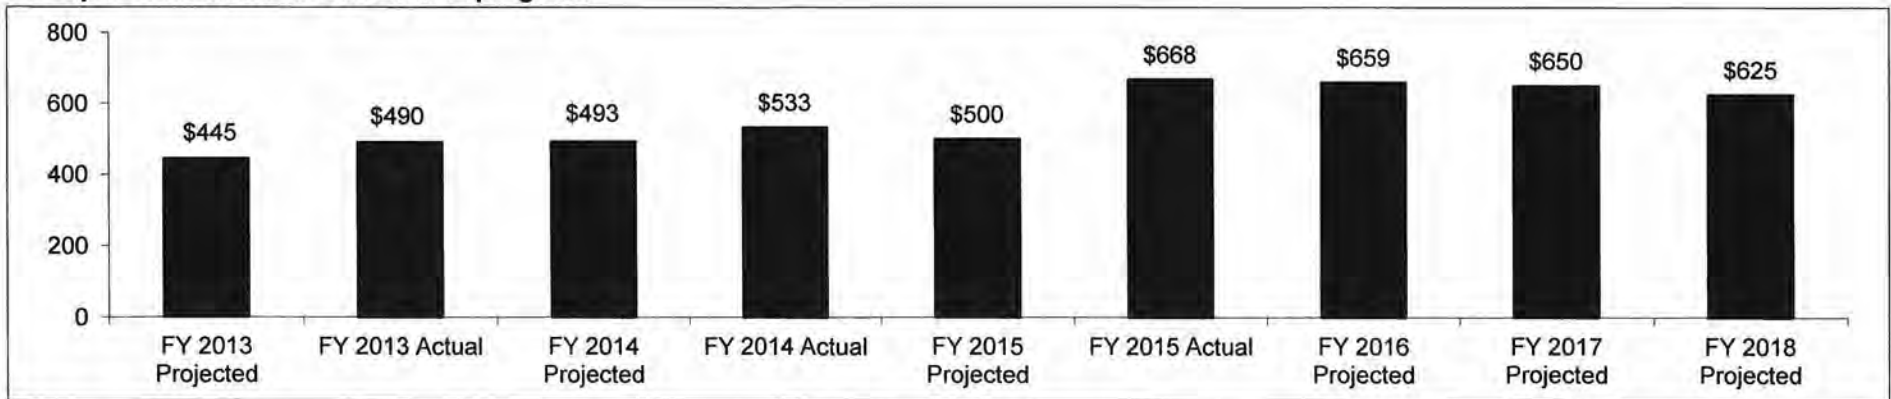 800
600
400
200
0
$445
$490
$493
$533
$500
$668
$659
$650
$625
FY 2013 Projected
FY 2013 Actual
FY 2014 Projected
FY 2014 Actual
FY 2015 Projected
FY 2015 Actual
FY 2016 Projected
FY 2017 Projected
FY 2018 Projected